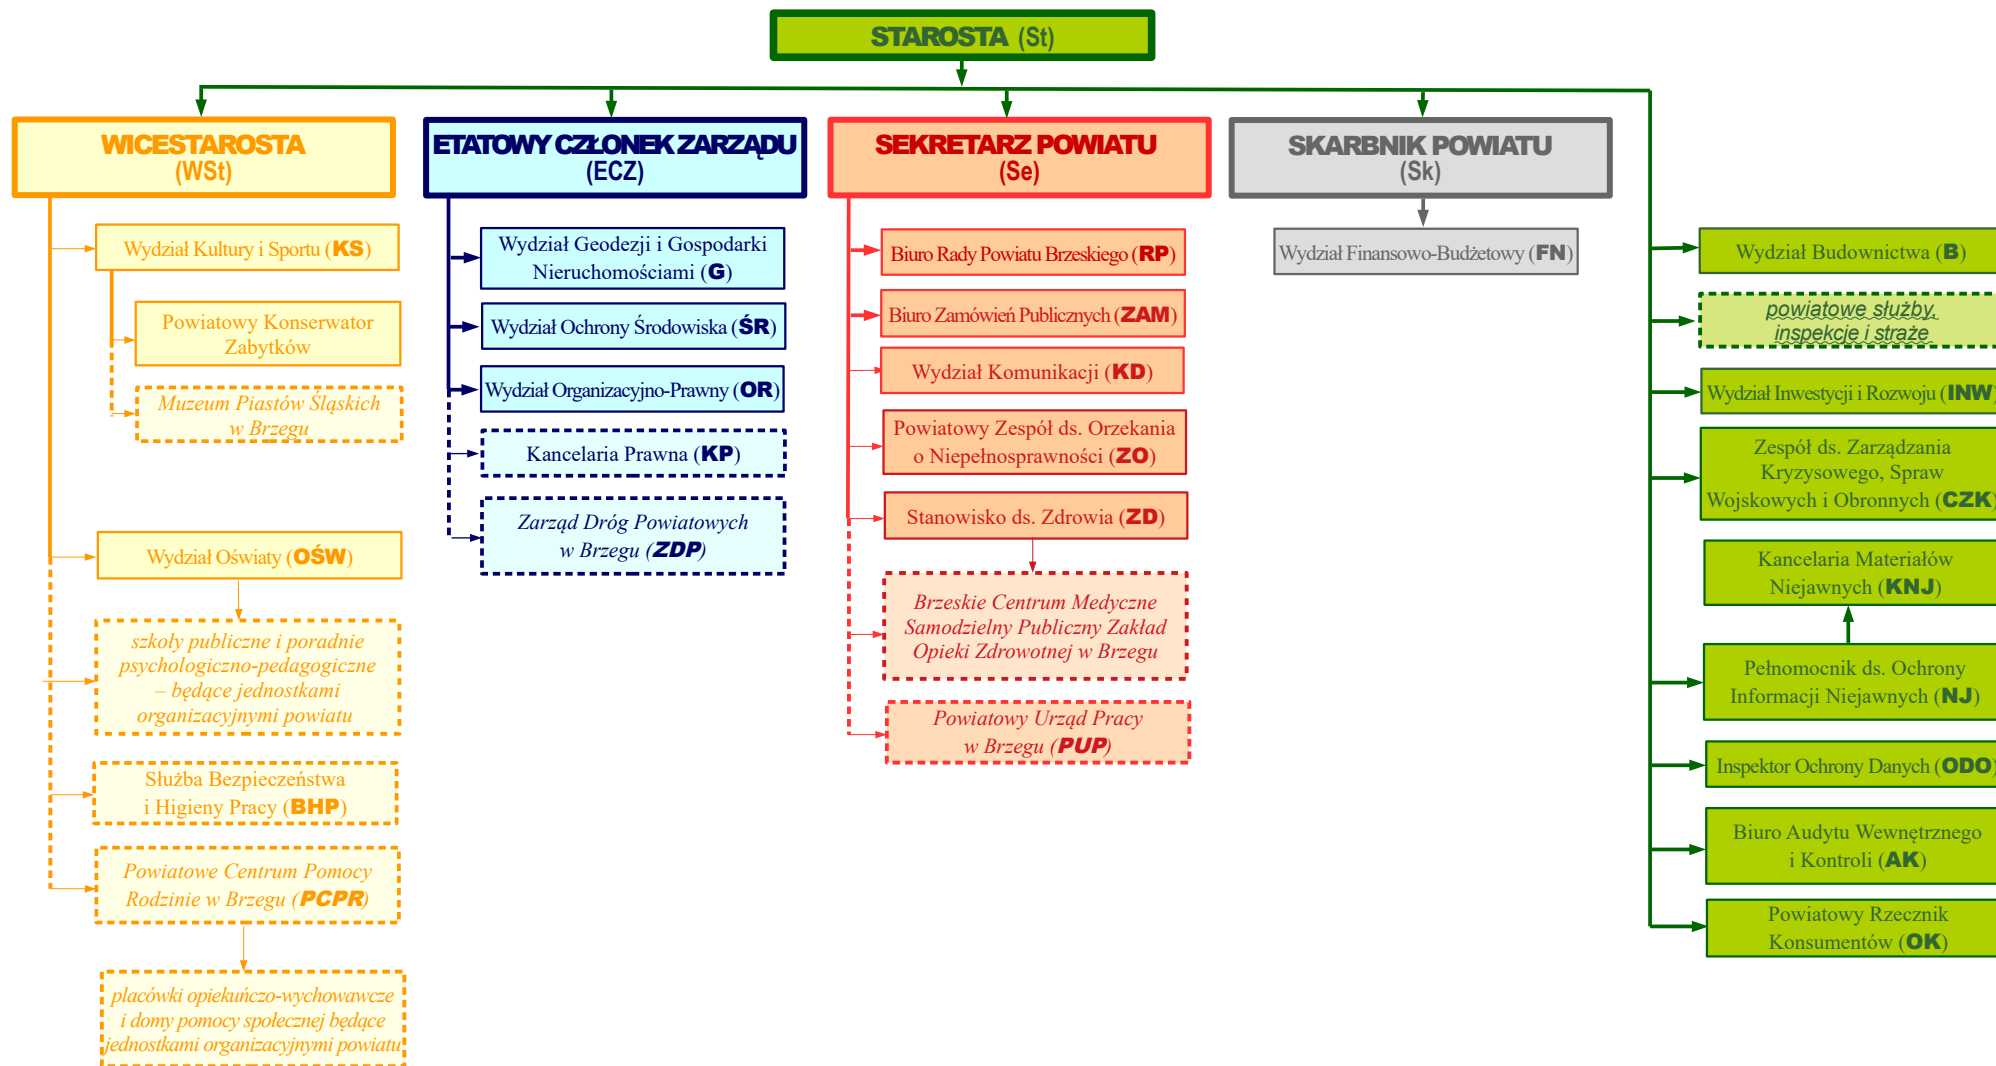 STAROSTA (St)
WICESTAROSTA
(WSt)
Wydział Kultury i Sportu (KS)
Powiatowy Konserwator
Zabytków
Muzeum Piastów Śląskich
w Brzegu
Wydział Oświaty (OŚW)
szkoły publiczne i poradnie
psychologiczno-pedagogiczne
– będące jednostkami
organizacyjnymi powiatu
Służba Bezpieczeństwa
i Higieny Pracy (BHP)
Powiatowe Centrum Pomocy
Rodzinie w Brzegu (PCPR)
placówki opiekuńczo-wychowawcze
i domy pomocy społecznej będące
jednostkami organizacyjnymi powiatu
ETATOWY CZŁONEK ZARZĄDU
(ECZ)
Wydział Geodezji i Gospodarki
Nieruchomościami (G)
Wydział Ochrony Środowiska (ŚR)
Wydział Organizacyjno-Prawny (OR)
Kancelaria Prawna (KP)
Zarząd Dróg Powiatowych
w Brzegu (ZDP)
SEKRETARZ POWIATU
(Se)
Biuro Rady Powiatu Brzeskiego (RP)
Biuro Zamówień Publicznych (ZAM)
Wydział Komunikacji (KD)
Powiatowy Zespół ds. Orzekania
o Niepełnosprawności (ZO)
Stanowisko ds. Zdrowia (ZD)
Brzeskie Centrum Medyczne
Samodzielny Publiczny Zakład
Opieki Zdrowotnej w Brzegu
Powiatowy Urząd Pracy
w Brzegu (PUP)
SKARBNIK POWIATU
(Sk)
Wydział Finansowo-Budżetowy (FN)
Wydział Budownictwa (B)
powiatowe służby,
inspekcje i straże
Wydział Inwestycji i Rozwoju (INW)
Zespół ds. Zarządzania
Kryzysowego, Spraw
Wojskowych i Obronnych (CZK)
Kancelaria Materiałów
Niejawnych (KNJ)
Pełnomocnik ds. Ochrony
Informacji Niejawnych (NJ)
Inspektor Ochrony Danych (ODO)
Biuro Audytu Wewnętrznego
i Kontroli (AK)
Powiatowy Rzecznik
Konsumentów (OK)